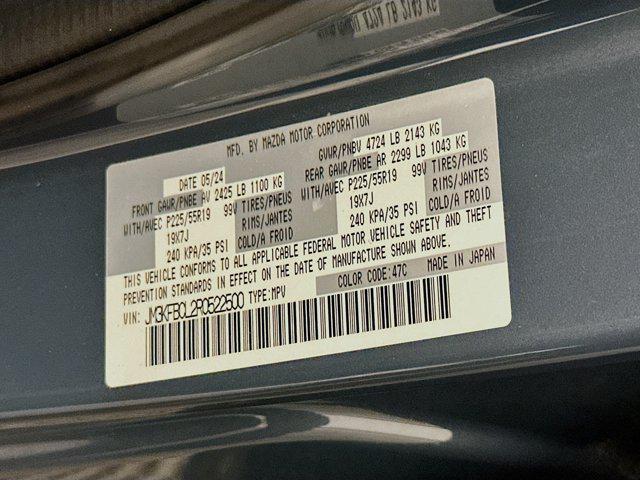 MFD. BY MAZDA MOTOR CORPORATION
DATE 05/24 GVWR/PNBV 4724 LB 2143 KG
FRONT GAWR/PNBE AV 2425 LB 1100 KG REAR GAWR/PNBE AR 2299 LB 1043 KG
WITH/AVEC P225/55R19 99V TIRES/PNEUS WITH/AVEC P225/55R19 99V TIRES/PNEUS
19X7J RIMS/JANTES 19X7J RIMS/JANTES
240 KPA/35 PSI COLD/A FROID 240 KPA/35 PSI COLD/A FROID
THIS VEHICLE CONFORMS TO ALL APPLICABLE FEDERAL MOTOR VEHICLE SAFETY AND THEFT
PREVENTION STANDARDS IN EFFECT ON THE DATE OF MANUFACTURE SHOWN ABOVE.
COLOR CODE:47C MADE IN JAPAN
VIN: JM3KFBCL2R0522500 TYPE:MPV